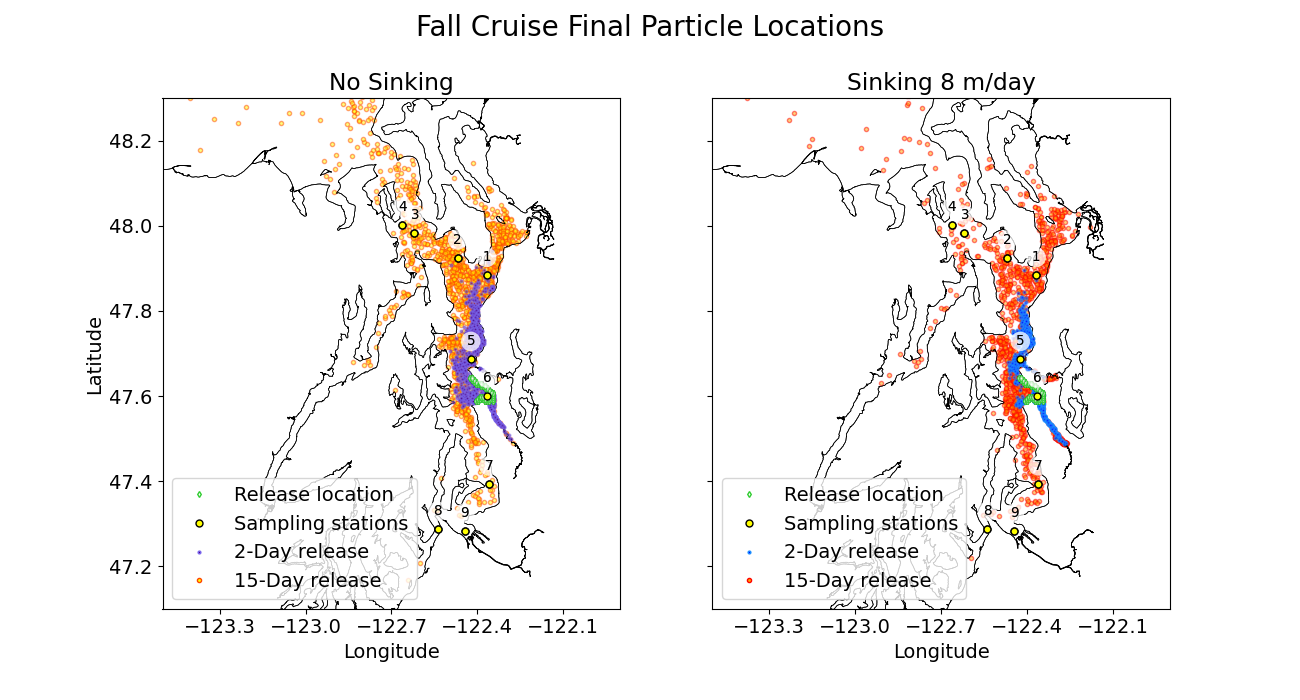 Fall Cruise Final Particle Locations
No Sinking
Sinking 8 m/day
48.2
48.0
47.8
47.6
47.4
47.2
Latitude
4
3
2
1
5
6
7
8
9
4
3
2
1
5
6
7
8
9
Release location
Sampling stations
2-Day release
15-Day release
Release location
Sampling stations
2-Day release
15-Day release
−123.3 −123.0 −122.7 −122.4 −122.1
−123.3 −123.0 −122.7 −122.4 −122.1
Longitude
Longitude